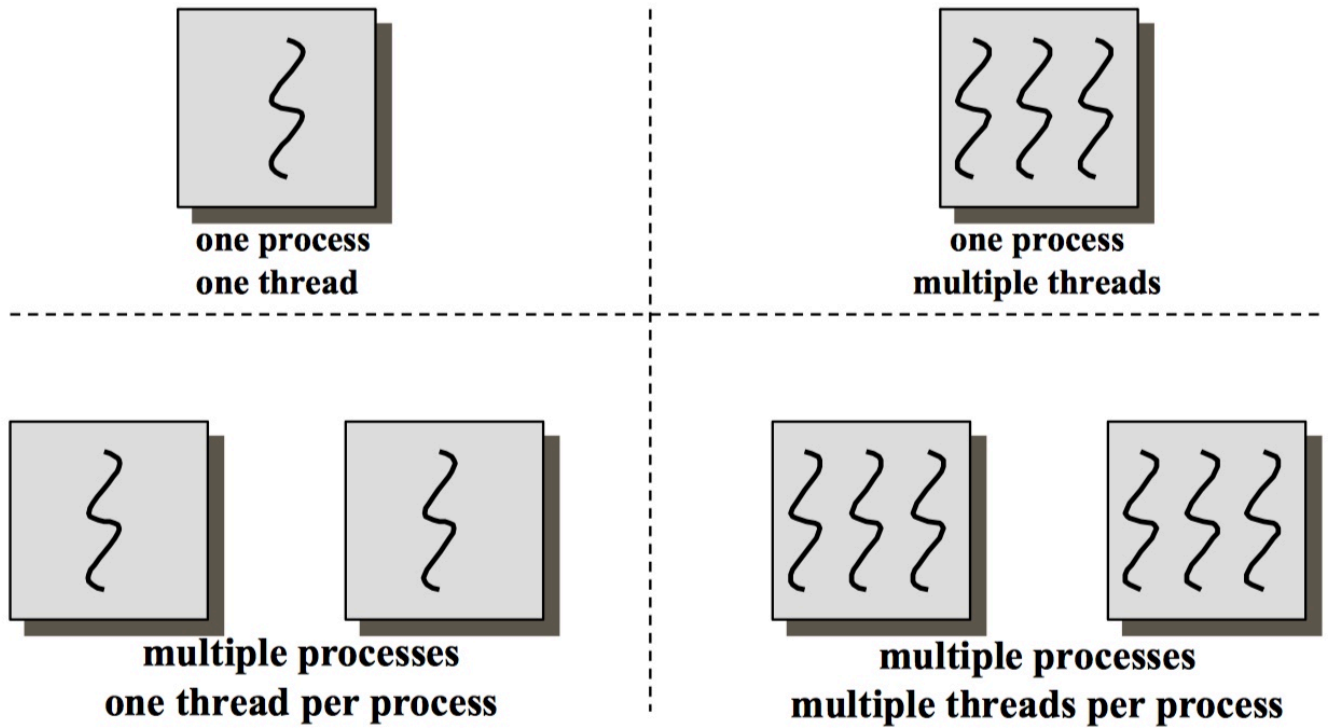 one process
one thread
one process
multiple threads
multiple processes
one thread per process
multiple processes
multiple threads per process